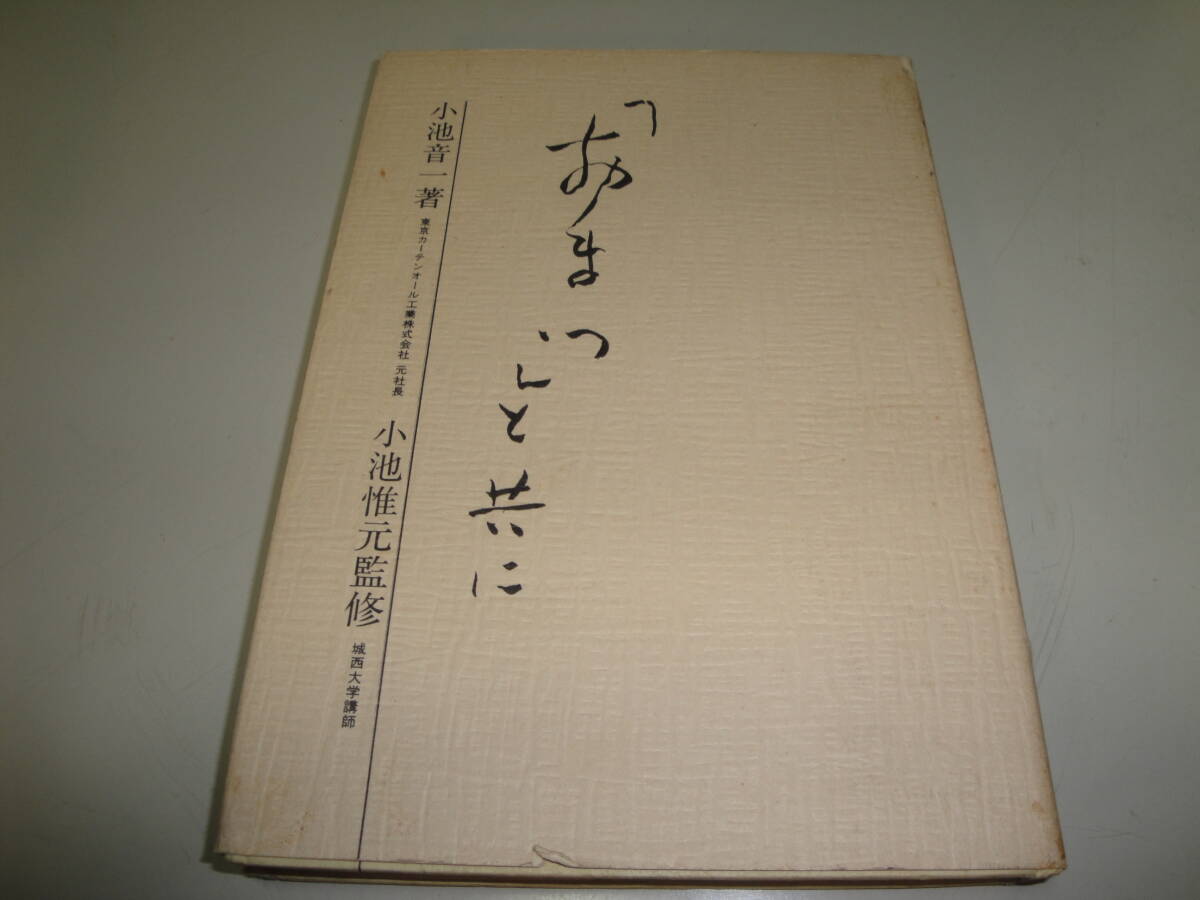 「あまい」と共に
小池音一著
東京カーテンオール工業株式会社 元社長
小池惟元監修
城西大学講師